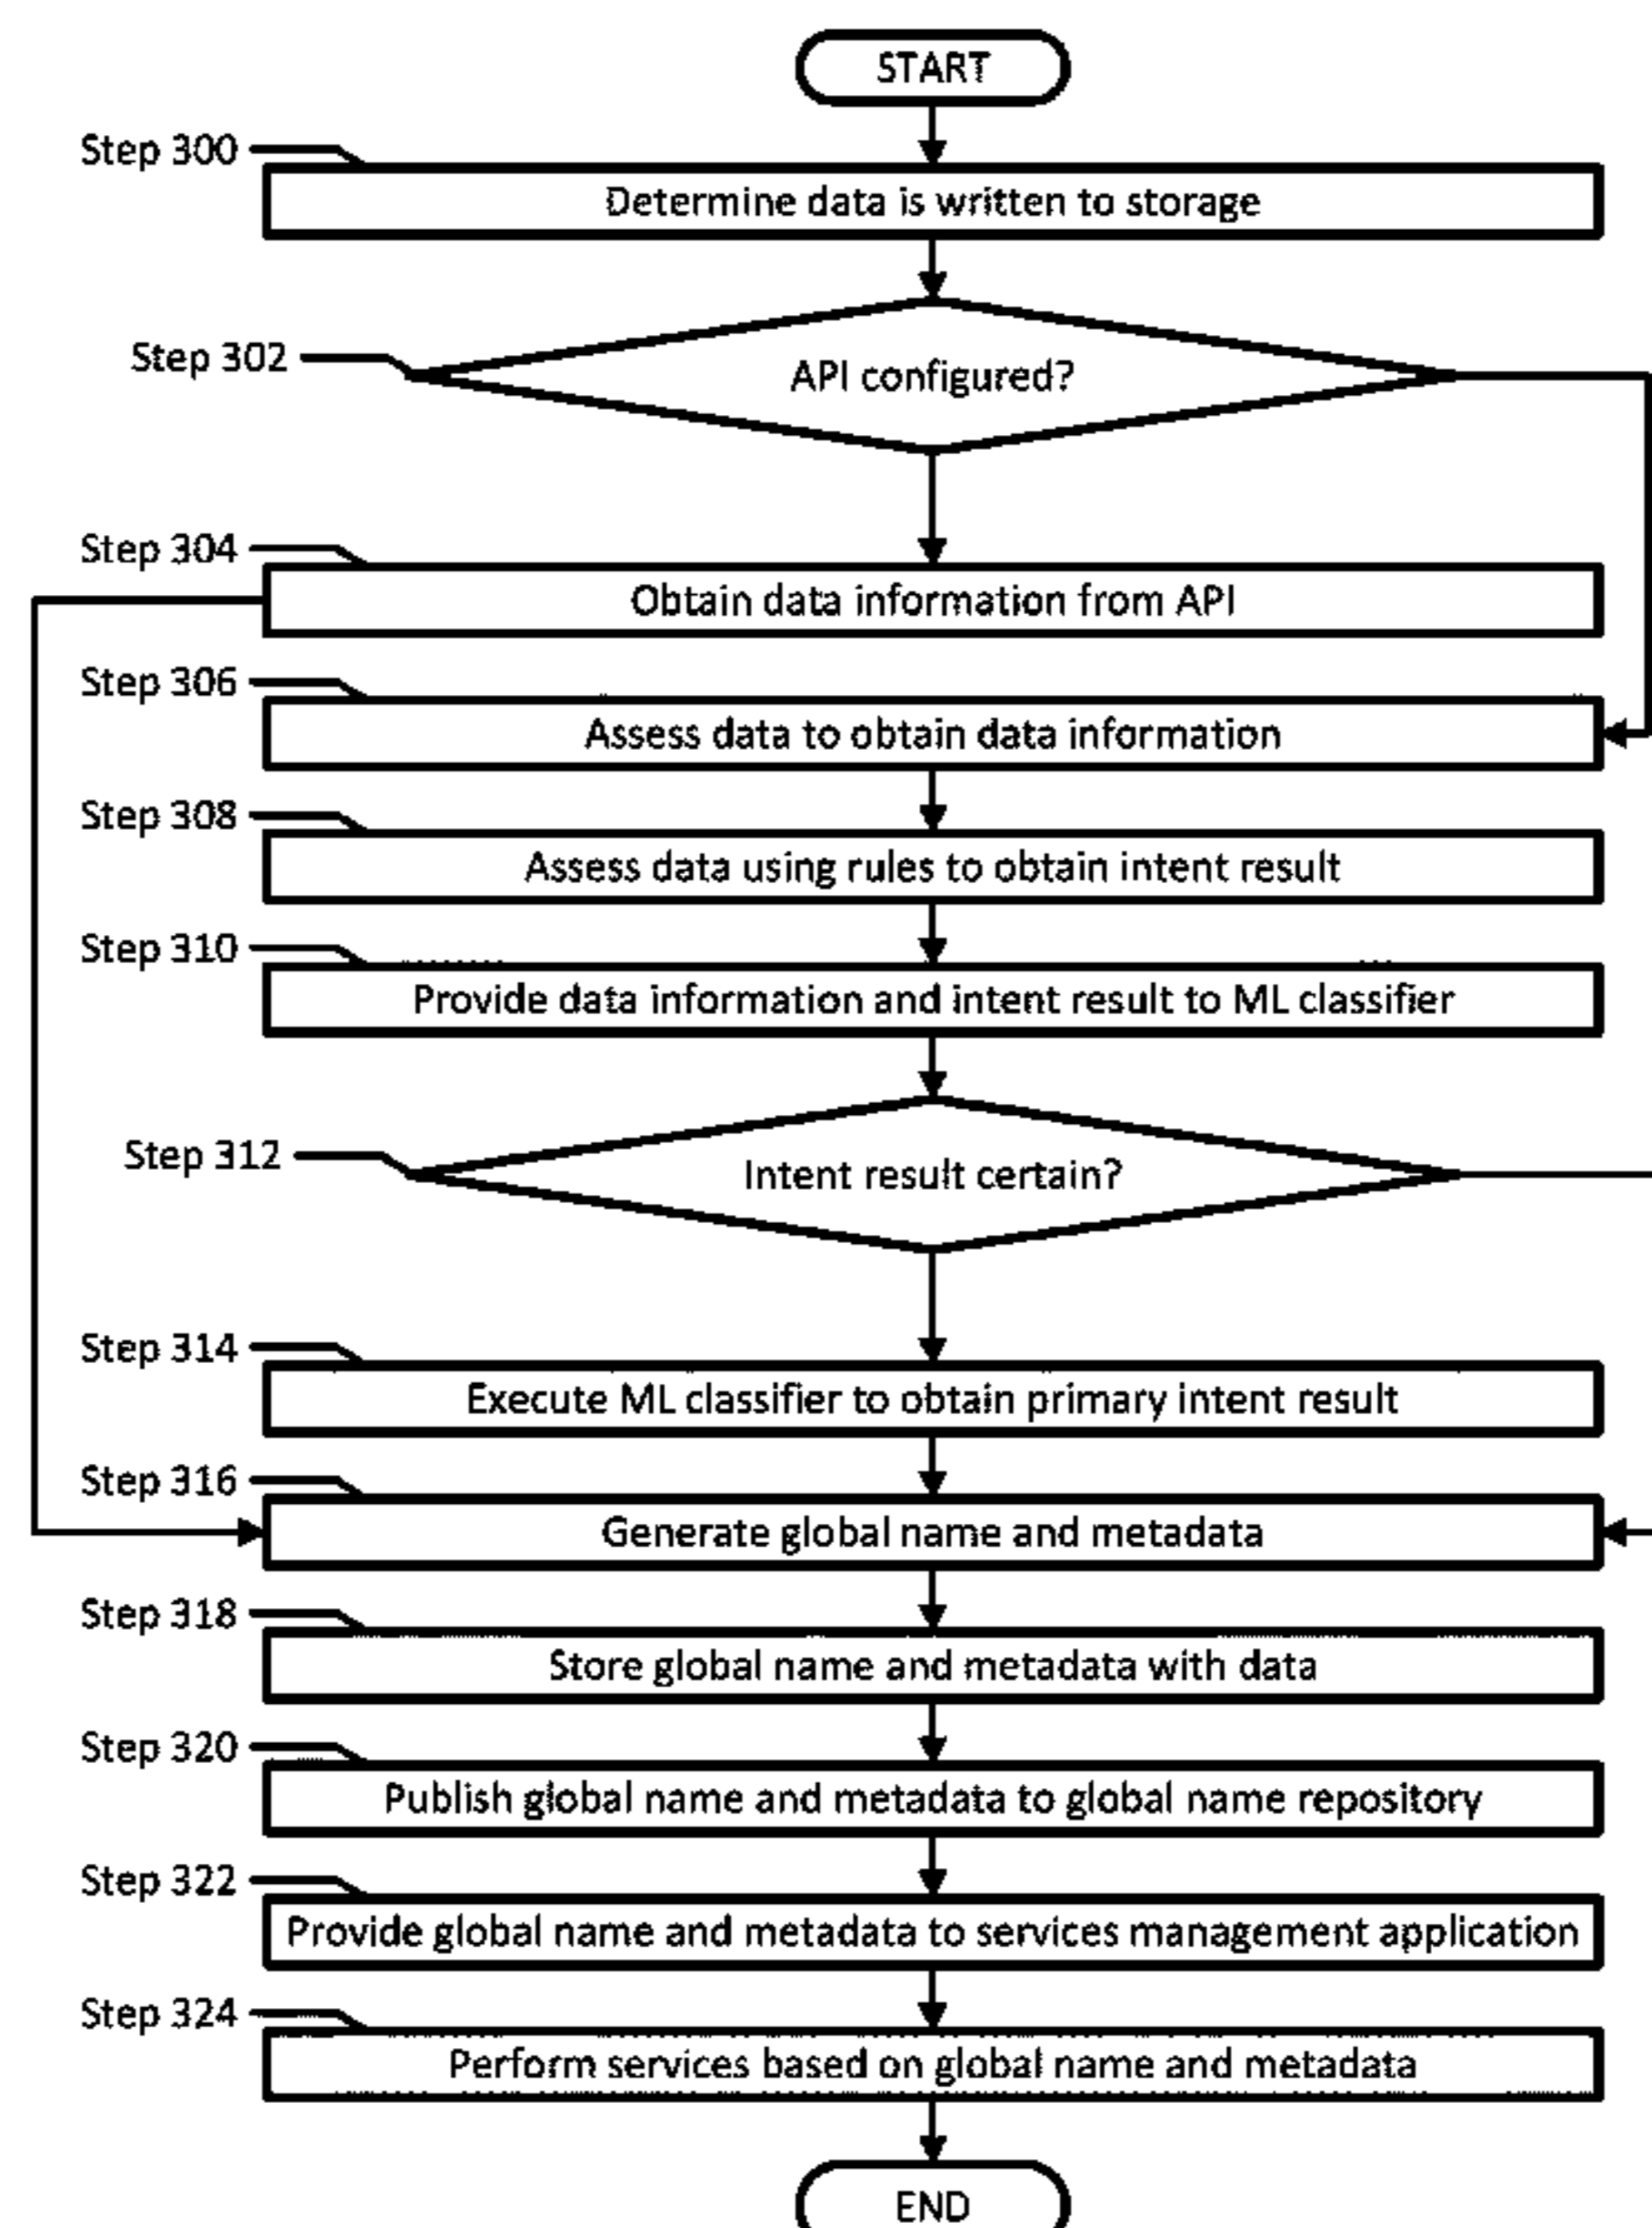 START
Step 300
Determine data is written to storage
Step 302
API configured?
Step 304
Obtain data information from API
Step 306
Assess data to obtain data information
Step 308
Assess data using rules to obtain intent result
Step 310
Provide data information and intent result to ML classifier
Step 312
Intent result certain?
Step 314
Execute ML classifier to obtain primary intent result
Step 316
Generate global name and metadata
Step 318
Store global name and metadata with data
Step 320
Publish global name and metadata to global name repository
Step 322
Provide global name and metadata to services management application
Step 324
Perform services based on global name and metadata
END